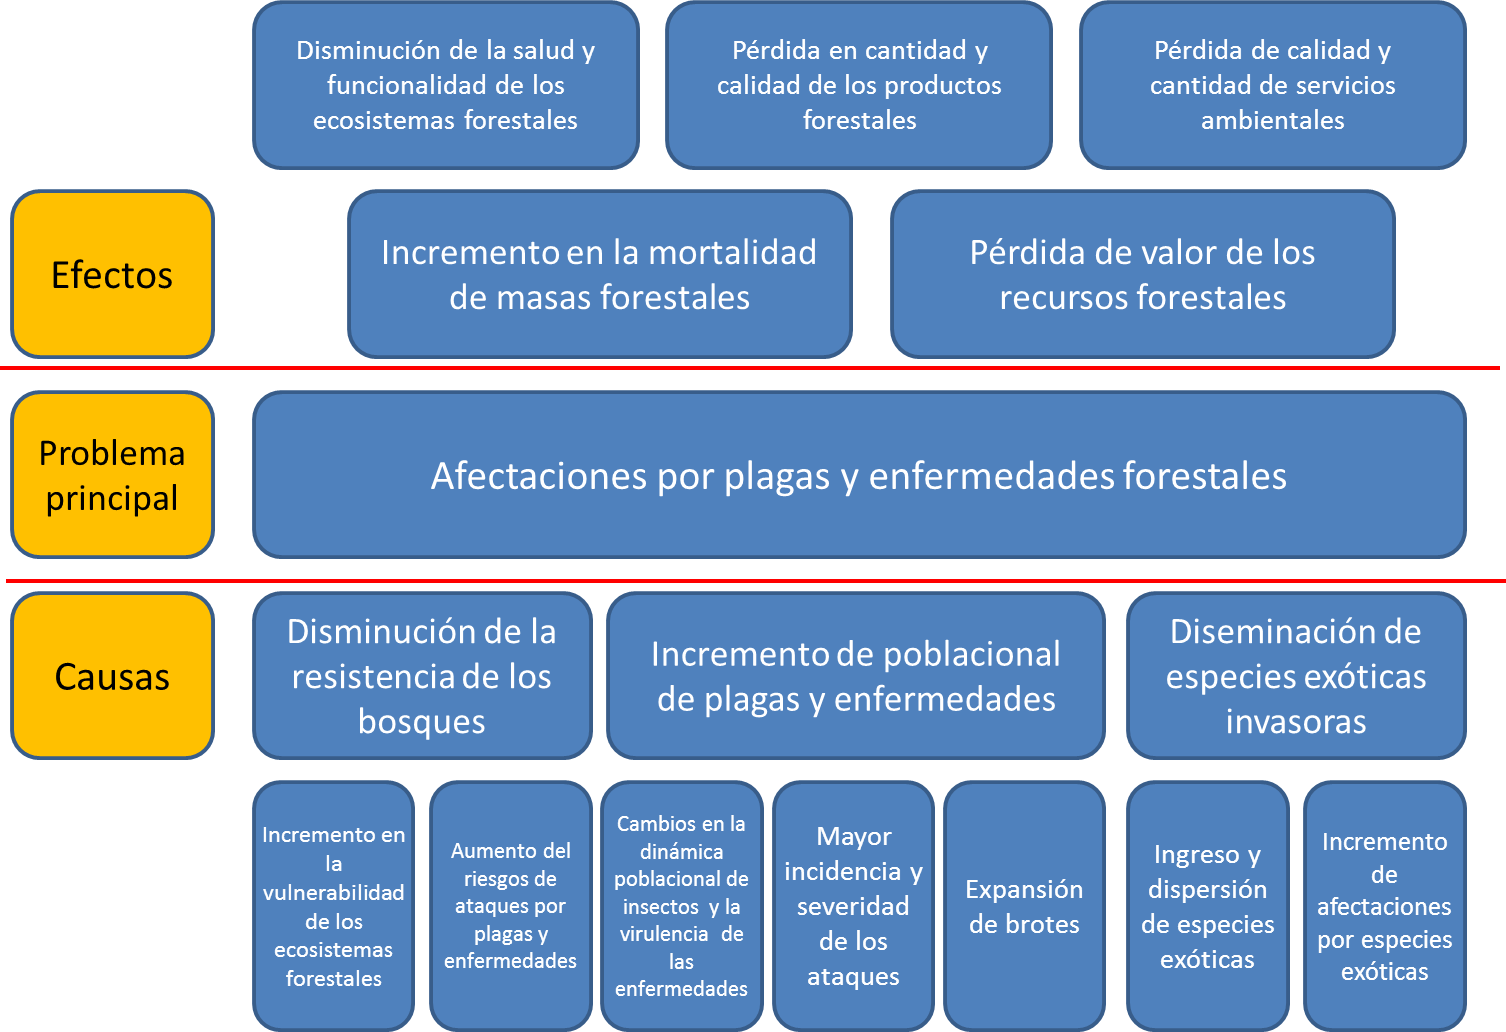 Disminución de la salud y
funcionalidad de los
ecosistemas forestales
Pérdida en cantidad y
calidad de los productos
forestales
Pérdida de calidad y
cantidad de servicios
ambientales
Efectos
Incremento en la mortalidad
de masas forestales
Pérdida de valor de los
recursos forestales
Problema
principal
Afectaciones por plagas y enfermedades forestales
Causas
Disminución de la
resistencia de los
bosques
Incremento de poblacional
de plagas y enfermedades
Diseminación de
especies exóticas
invasoras
Incremento en
la
vulnerabilidad
de los
ecosistemas
forestales
Aumento del
riesgos de
ataques por
plagas y
enfermedades
Cambios en la
dinámica
poblacional de
insectos y la
virulencia de
las
enfermedades
Mayor
incidencia y
severidad
de los
ataques
Expansión
de brotes
Ingreso y
dispersión
de especies
exóticas
Incremento
de
afectaciones
por especies
exóticas